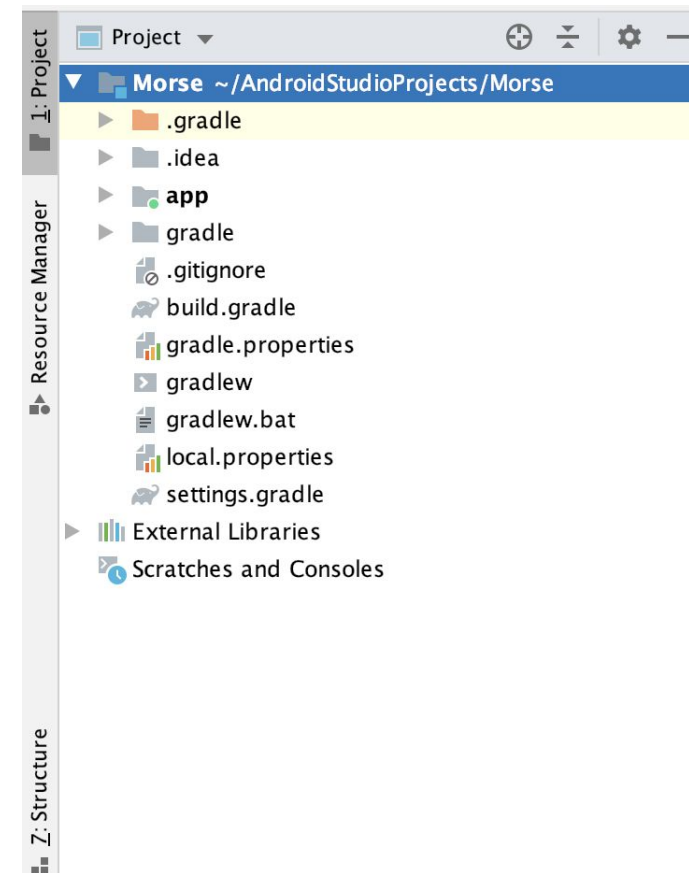 Project
Morse ~/AndroidStudioProjects/Morse
.gradle
.idea
app
gradle
.gitignore
build.gradle
gradle.properties
gradlew
gradlew.bat
local.properties
settings.gradle
External Libraries
Scratches and Consoles
1: Project
Resource Manager
Z: Structure